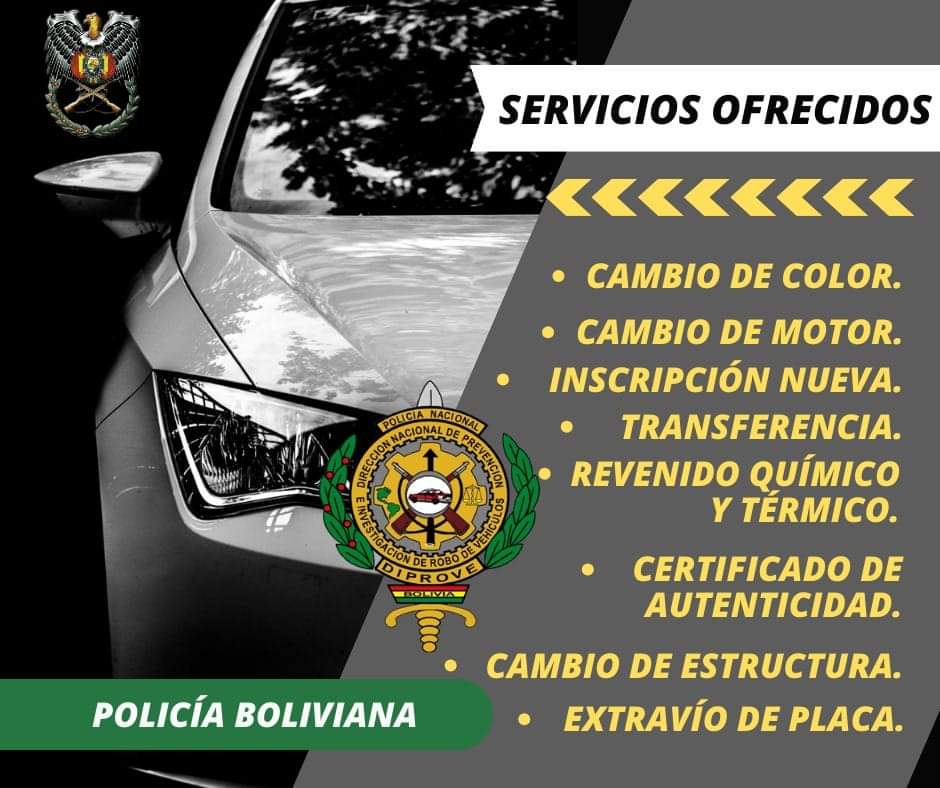 SERVICIOS OFRECIDOS
• CAMBIO DE COLOR.
• CAMBIO DE MOTOR.
• INSCRIPCIÓN NUEVA.
• TRANSFERENCIA.
• REVENIDO QUÍMICO
Y TÉRMICO.
• CERTIFICADO DE
AUTENTICIDAD.
• CAMBIO DE ESTRUCTURA.
• EXTRAVÍO DE PLACA.
POLICIA NACIONAL
DIRECCION NACIONAL DE PREVENCION
E INVESTIGACION DE ROBO DE VEHICULOS
DIPROVE
BOLIVIA
POLICÍA BOLIVIANA